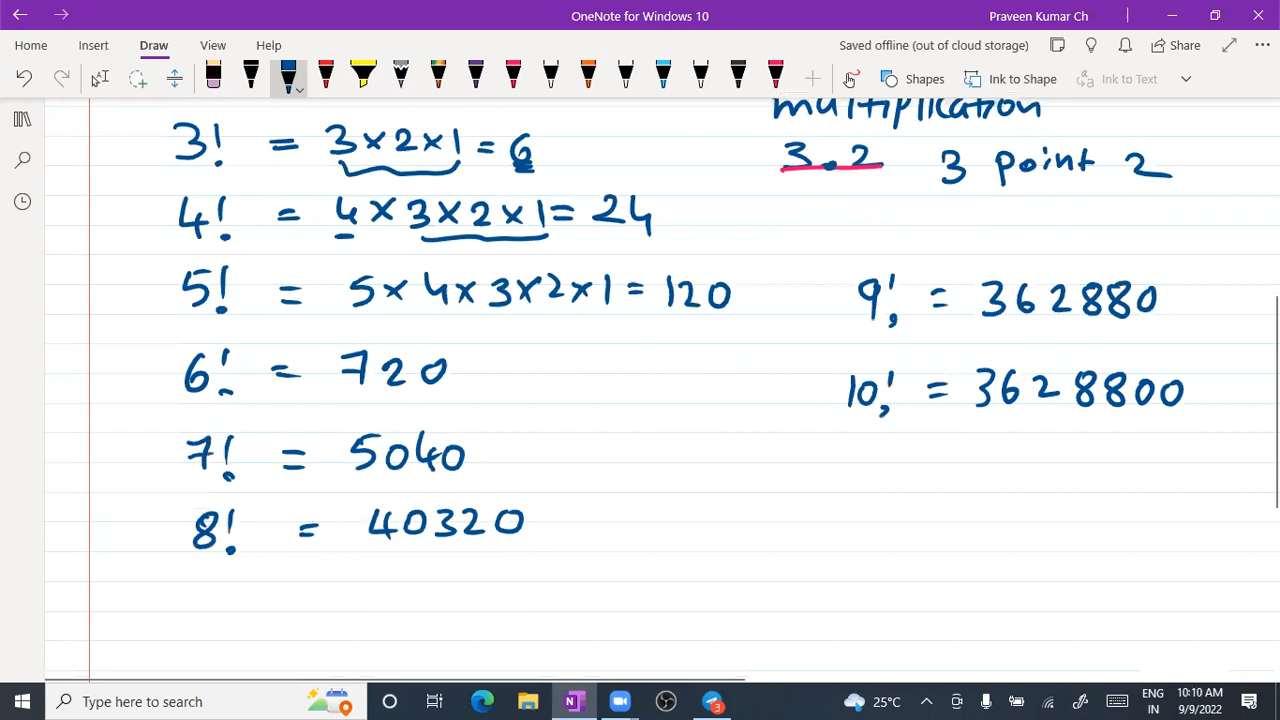 OneNote for Windows 10
Praveen Kumar Ch
Home Insert Draw View Help
Saved offline (out of cloud storage)
Share
Shapes
Ink to Shape
Ink to Text
multiplication
3.2 3 point 2
3! = 3×2×1 = 6
4! = 4×3×2×1 = 24
5! = 5×4×3×2×1 = 120
6! = 720
7! = 5040
8! = 40320
9! = 362880
10! = 3628800
Type here to search
3
25°C
ENG
IN
10:10 AM
9/9/2022